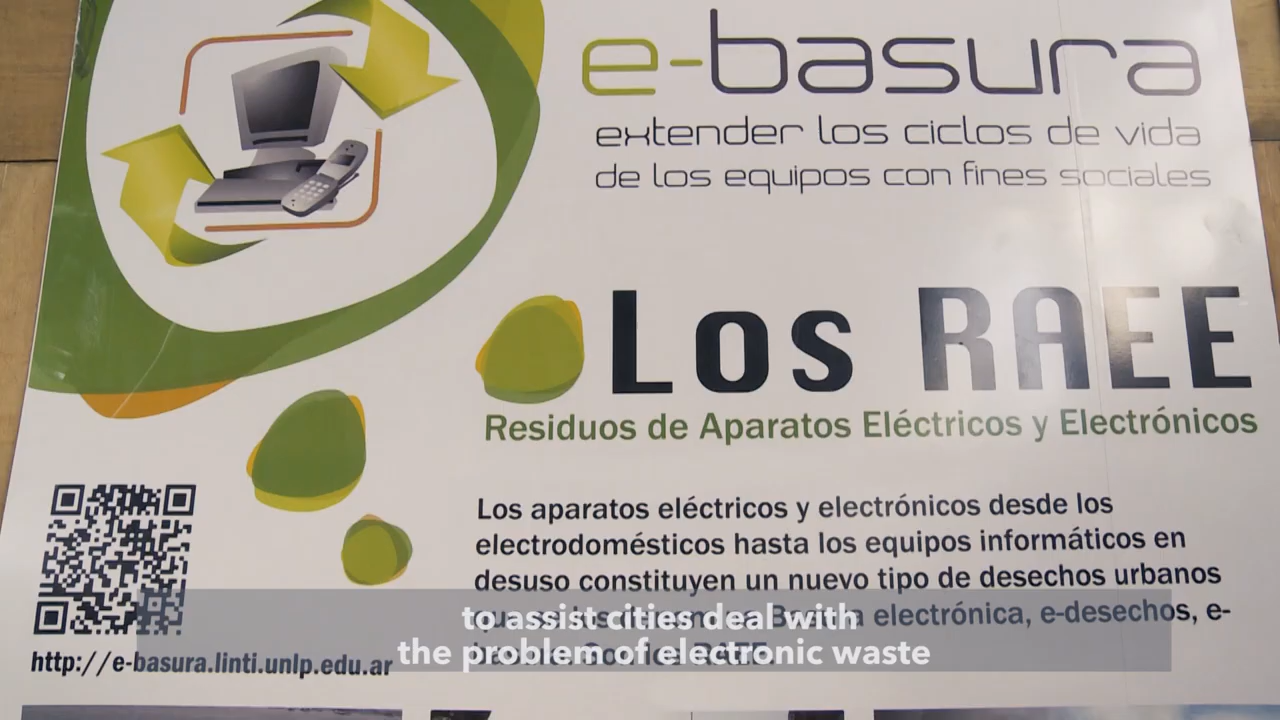 e-basura
extender los ciclos de vida
de los equipos con fines sociales
Los RAEE
Residuos de Aparatos Eléctricos y Electrónicos
Los aparatos eléctricos y electrónicos desde los
electrodomésticos hasta los equipos informáticos en
desuso constituyen un nuevo tipo de desechos urbanos
electrónica, e-desechos, e-
http://e-basura.linti.unlp.edu.ar
to assist cities deal with
the problem of electronic waste